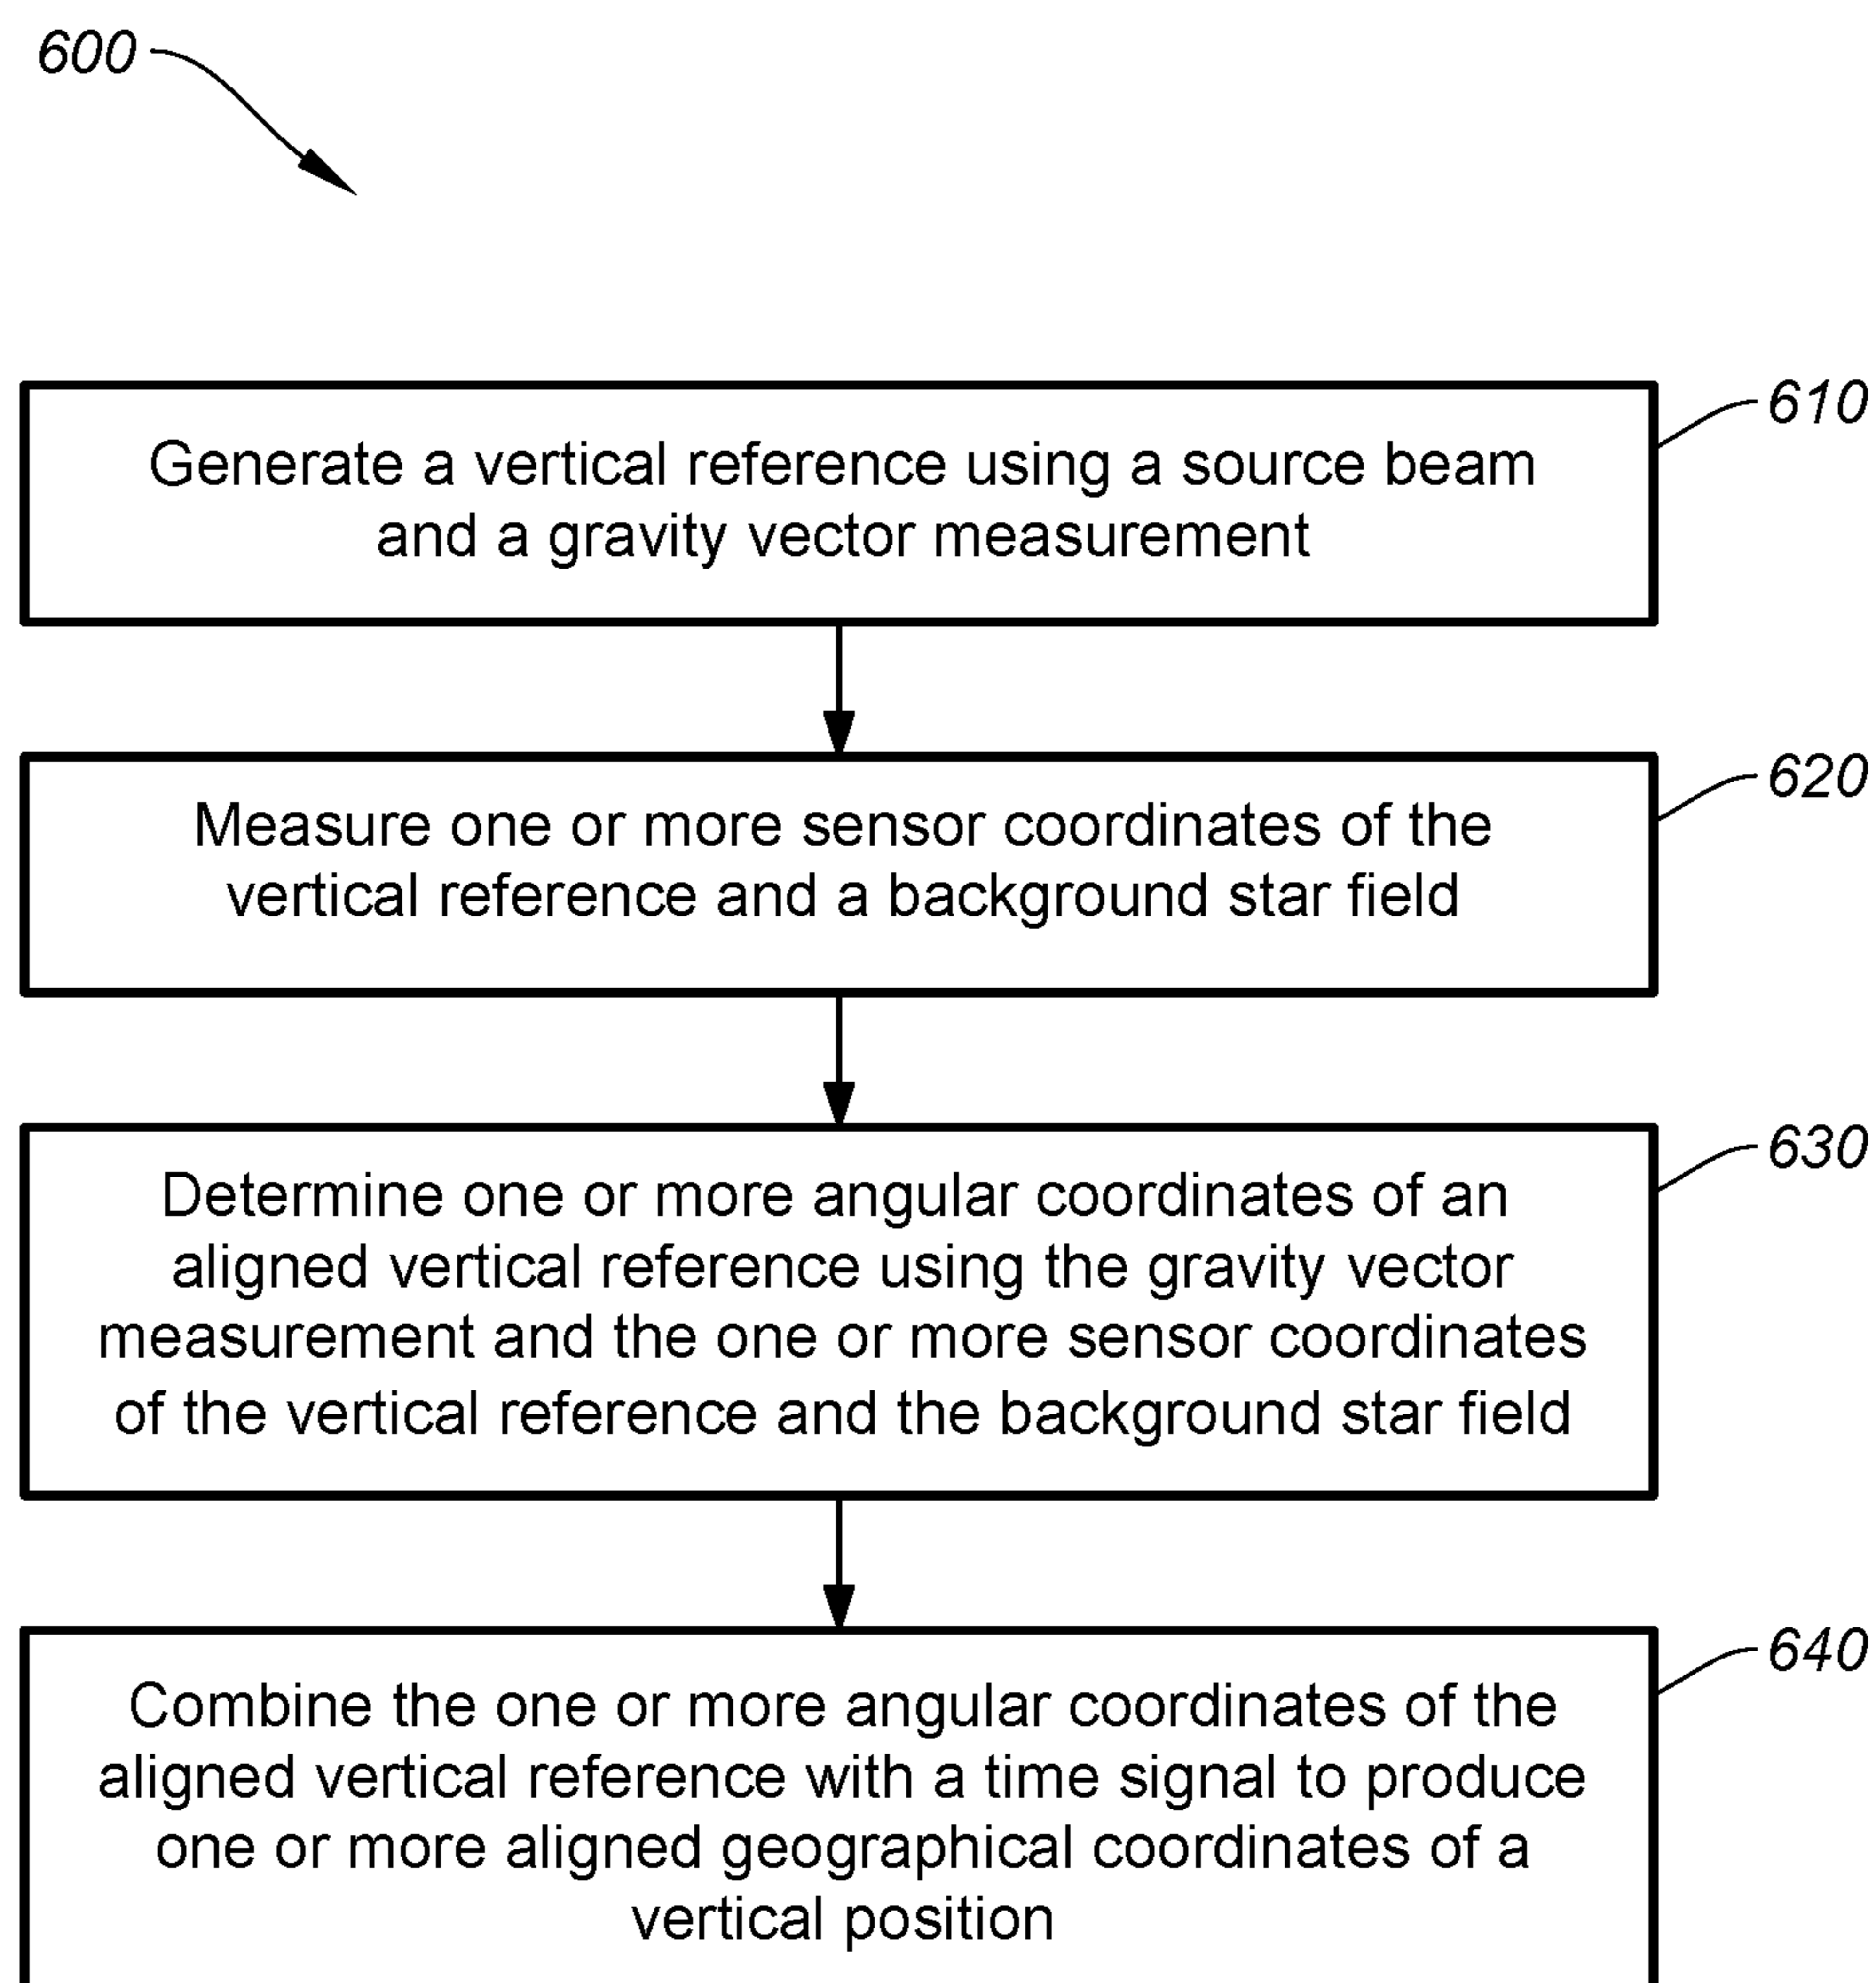 600
610
Generate a vertical reference using a source beam
and a gravity vector measurement
620
Measure one or more sensor coordinates of the
vertical reference and a background star field
630
Determine one or more angular coordinates of an
aligned vertical reference using the gravity vector
measurement and the one or more sensor coordinates
of the vertical reference and the background star field
640
Combine the one or more angular coordinates of the
aligned vertical reference with a time signal to produce
one or more aligned geographical coordinates of a
vertical position